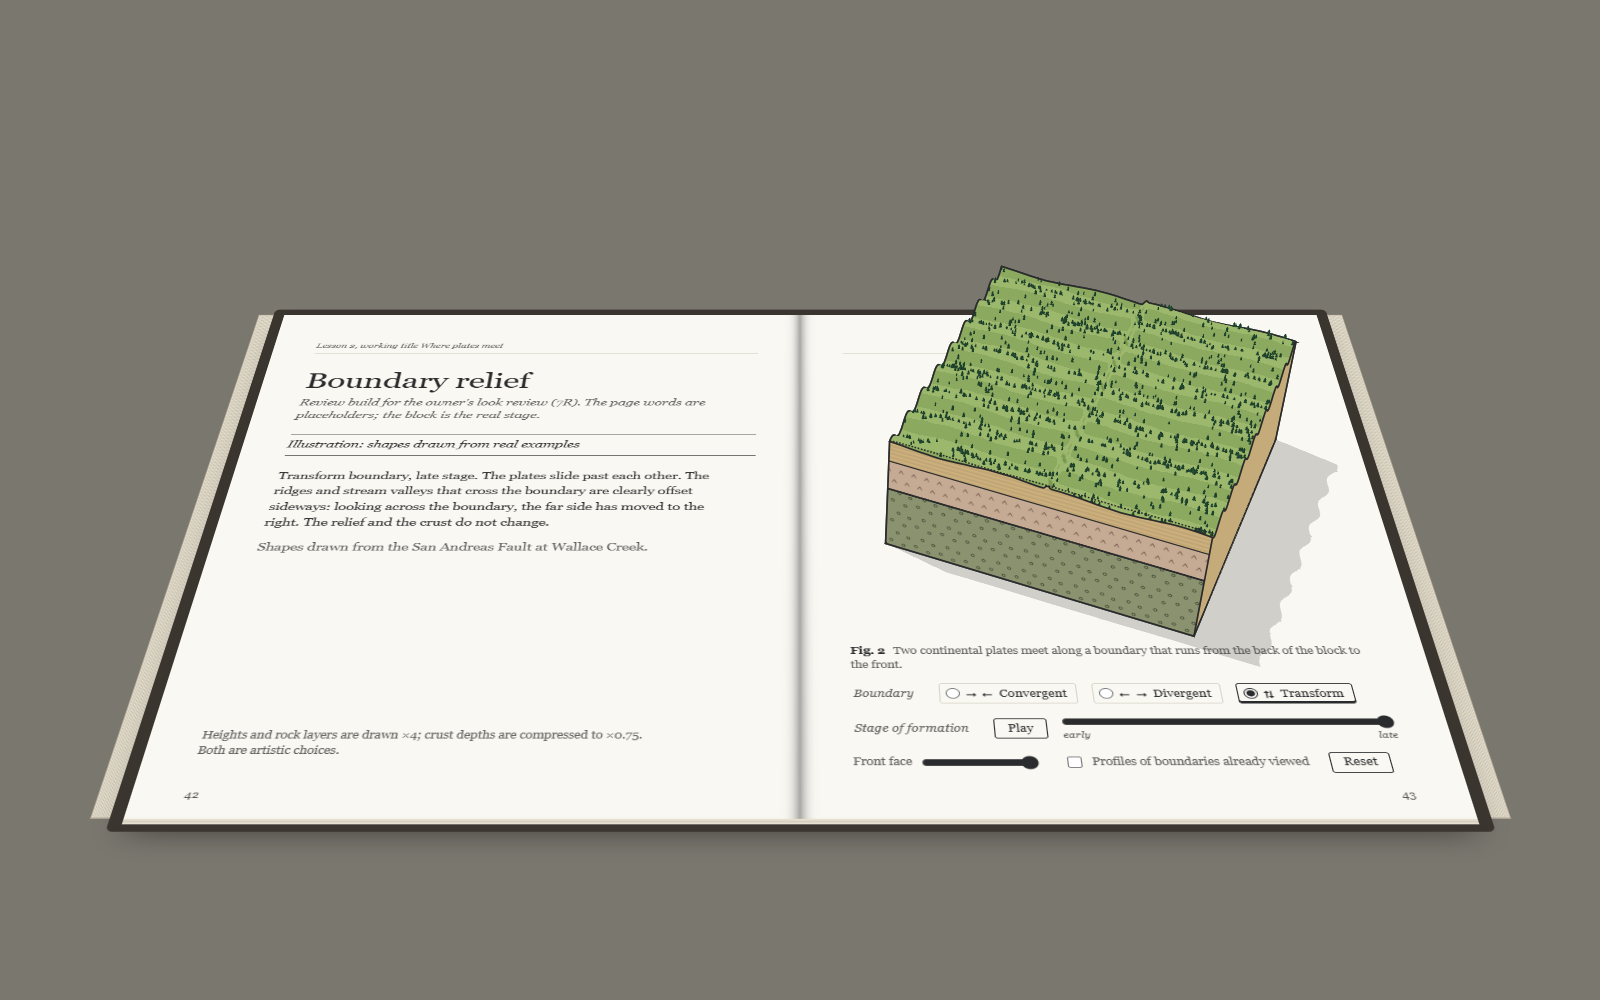 Lesson 2, working title Where plates meet
Boundary relief
Review build for the owner's look review (7R). The page words are
placeholders; the block is the real stage.
Illustration: shapes drawn from real examples
Transform boundary, late stage. The plates slide past each other. The
ridges and stream valleys that cross the boundary are clearly offset
sideways: looking across the boundary, the far side has moved to the
right. The relief and the crust do not change.
Shapes drawn from the San Andreas Fault at Wallace Creek.
Heights and rock layers are drawn ×4; crust depths are compressed to ×0.75.
Both are artistic choices.
42
Fig. 2 Two continental plates meet along a boundary that runs from the back of the block to
the front.
Boundary → ← Convergent ← → Divergent ⇅ Transform
Stage of formation Play early late
Front face Profiles of boundaries already viewed Reset
43